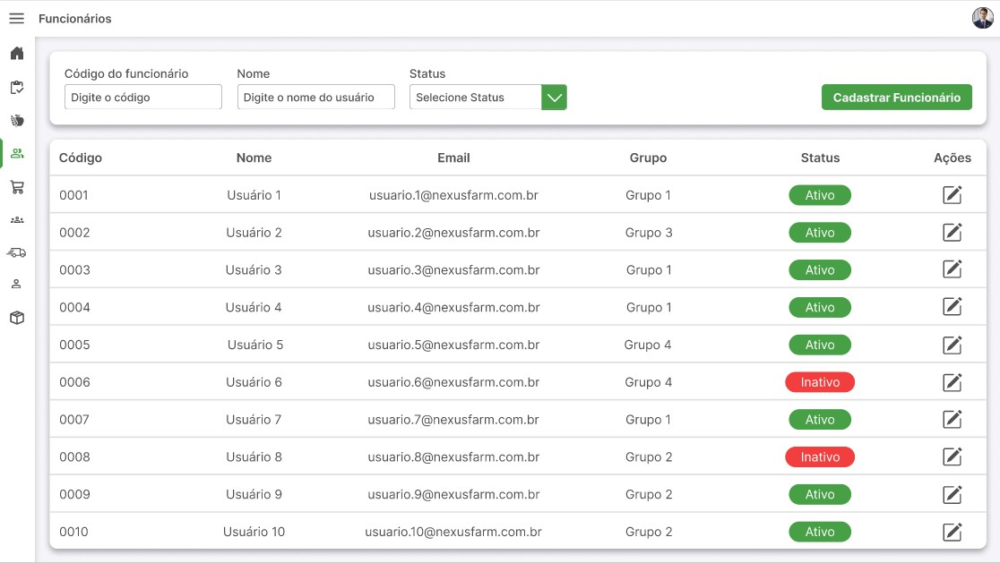 Funcionários
Código do funcionário Nome Status
Digite o código Digite o nome do usuário Selecione Status Cadastrar Funcionário
Código Nome Email Grupo Status Ações
0001 Usuário 1 usuario.1@nexusfarm.com.br Grupo 1 Ativo
0002 Usuário 2 usuario.2@nexusfarm.com.br Grupo 3 Ativo
0003 Usuário 3 usuario.3@nexusfarm.com.br Grupo 1 Ativo
0004 Usuário 4 usuario.4@nexusfarm.com.br Grupo 1 Ativo
0005 Usuário 5 usuario.5@nexusfarm.com.br Grupo 4 Ativo
0006 Usuário 6 usuario.6@nexusfarm.com.br Grupo 4 Inativo
0007 Usuário 7 usuario.7@nexusfarm.com.br Grupo 1 Ativo
0008 Usuário 8 usuario.8@nexusfarm.com.br Grupo 2 Inativo
0009 Usuário 9 usuario.9@nexusfarm.com.br Grupo 2 Ativo
0010 Usuário 10 usuario.10@nexusfarm.com.br Grupo 2 Ativo